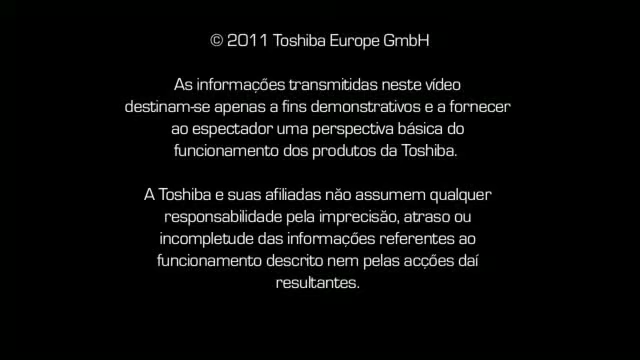 © 2011 Toshiba Europe GmbH
As informações transmitidas neste vídeo
destinam-se apenas a fins demonstrativos e a fornecer
ao espectador uma perspectiva básica do
funcionamento dos produtos da Toshiba.
A Toshiba e suas afiliadas não assumem qualquer
responsabilidade pela imprecisão, atraso ou
incompletude das informações referentes ao
funcionamento descrito nem pelas acções daí
resultantes.